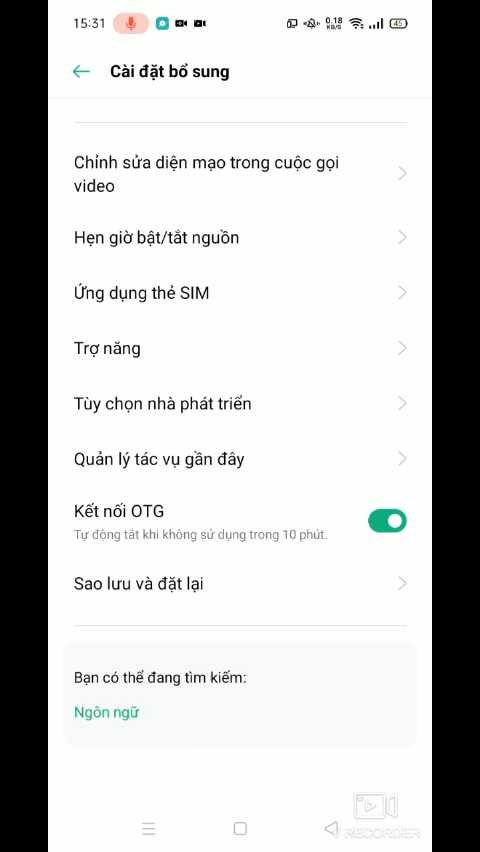 15:31
0.18
KB/S
45
Cài đặt bổ sung
Chỉnh sửa diện mạo trong cuộc gọi
video
Hẹn giờ bật/tắt nguồn
Ứng dụng thẻ SIM
Trợ năng
Tùy chọn nhà phát triển
Quản lý tác vụ gần đây
Kết nối OTG
Tự động tắt khi không sử dụng trong 10 phút.
Sao lưu và đặt lại
Bạn có thể đang tìm kiếm:
Ngôn ngữ
RECORDER